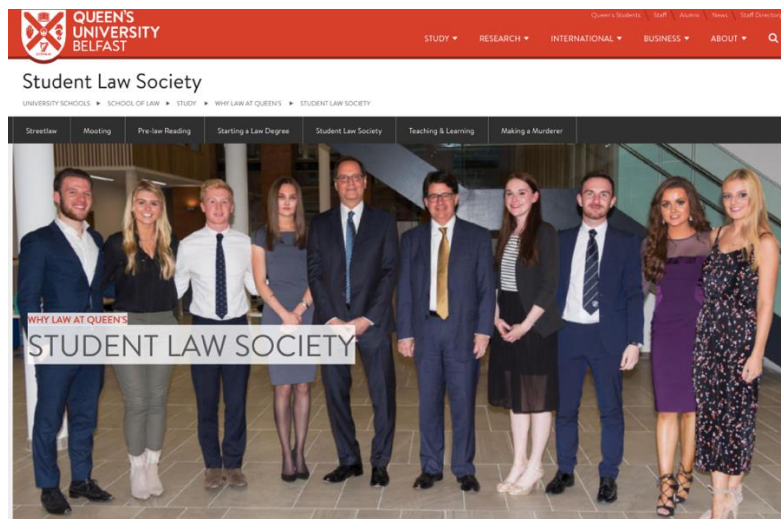 QUEEN'S
UNIVERSITY
BELFAST
Queen's Students Staff Alumni News Staff Directory
STUDY RESEARCH INTERNATIONAL BUSINESS ABOUT
Student Law Society
UNIVERSITY SCHOOLS SCHOOL OF LAW STUDY WHY LAW AT QUEEN'S STUDENT LAW SOCIETY
Streetlaw Mooting Pre-law Reading Starting a Law Degree Student Law Society Teaching & Learning Making a Murderer
WHY LAW AT QUEEN'S
STUDENT LAW SOCIETY